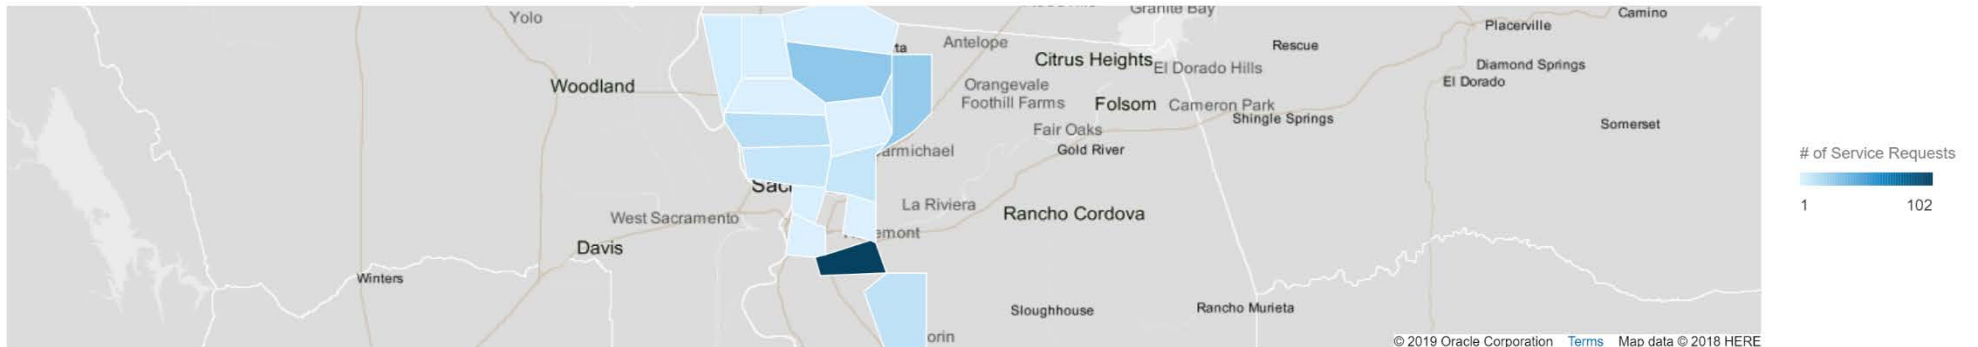 Yolo
Granite Bay
Camino
Placerville
Antelope
Rescue
Citrus Heights
El Dorado Hills
Diamond Springs
Woodland
Orangevale
El Dorado
Foothill Farms
Folsom
Cameron Park
Shingle Springs
Somerset
Fair Oaks
armichael
Gold River
# of Service Requests
1
102
Sac
La Riviera
West Sacramento
Rancho Cordova
emont
Davis
Winters
Sloughhouse
Rancho Murieta
orin
© 2019 Oracle Corporation Terms Map data © 2018 HERE